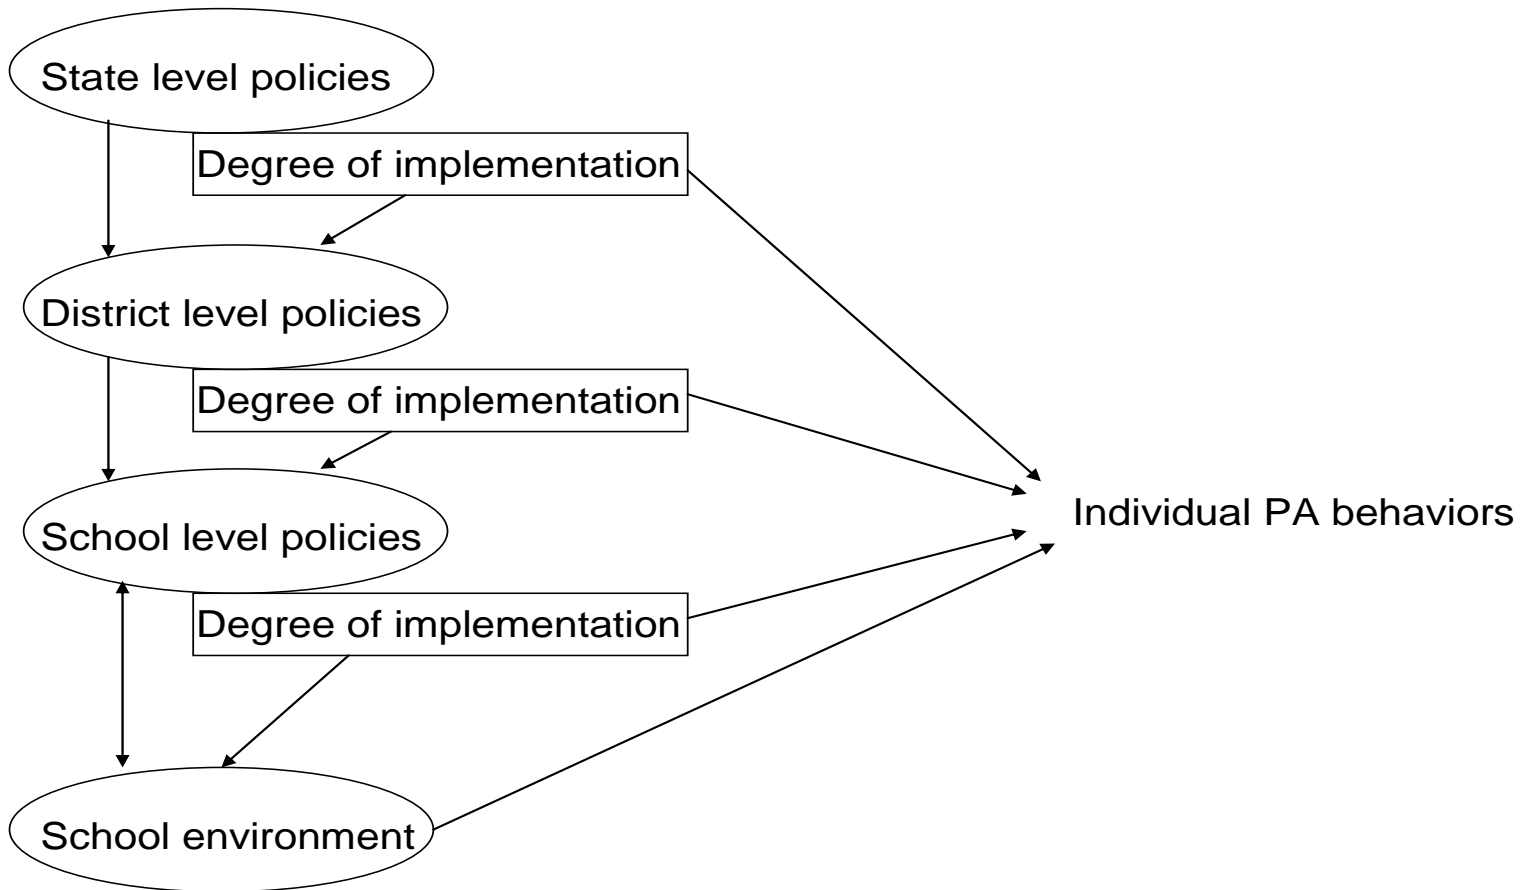 State level policies
Degree of implementation
District level policies
Degree of implementation
Individual PA behaviors
School level policies
Degree of implementation
School environment